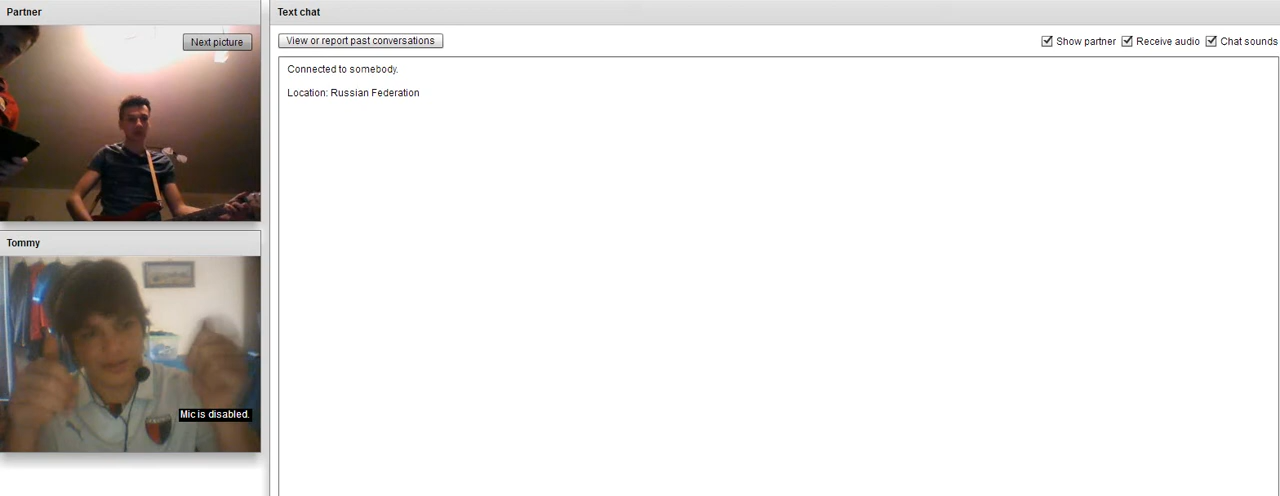 Partner
Next picture
Tommy
Mic is disabled.
Text chat
View or report past conversations
Show partner
Receive audio
Chat sounds
Connected to somebody.
Location: Russian Federation